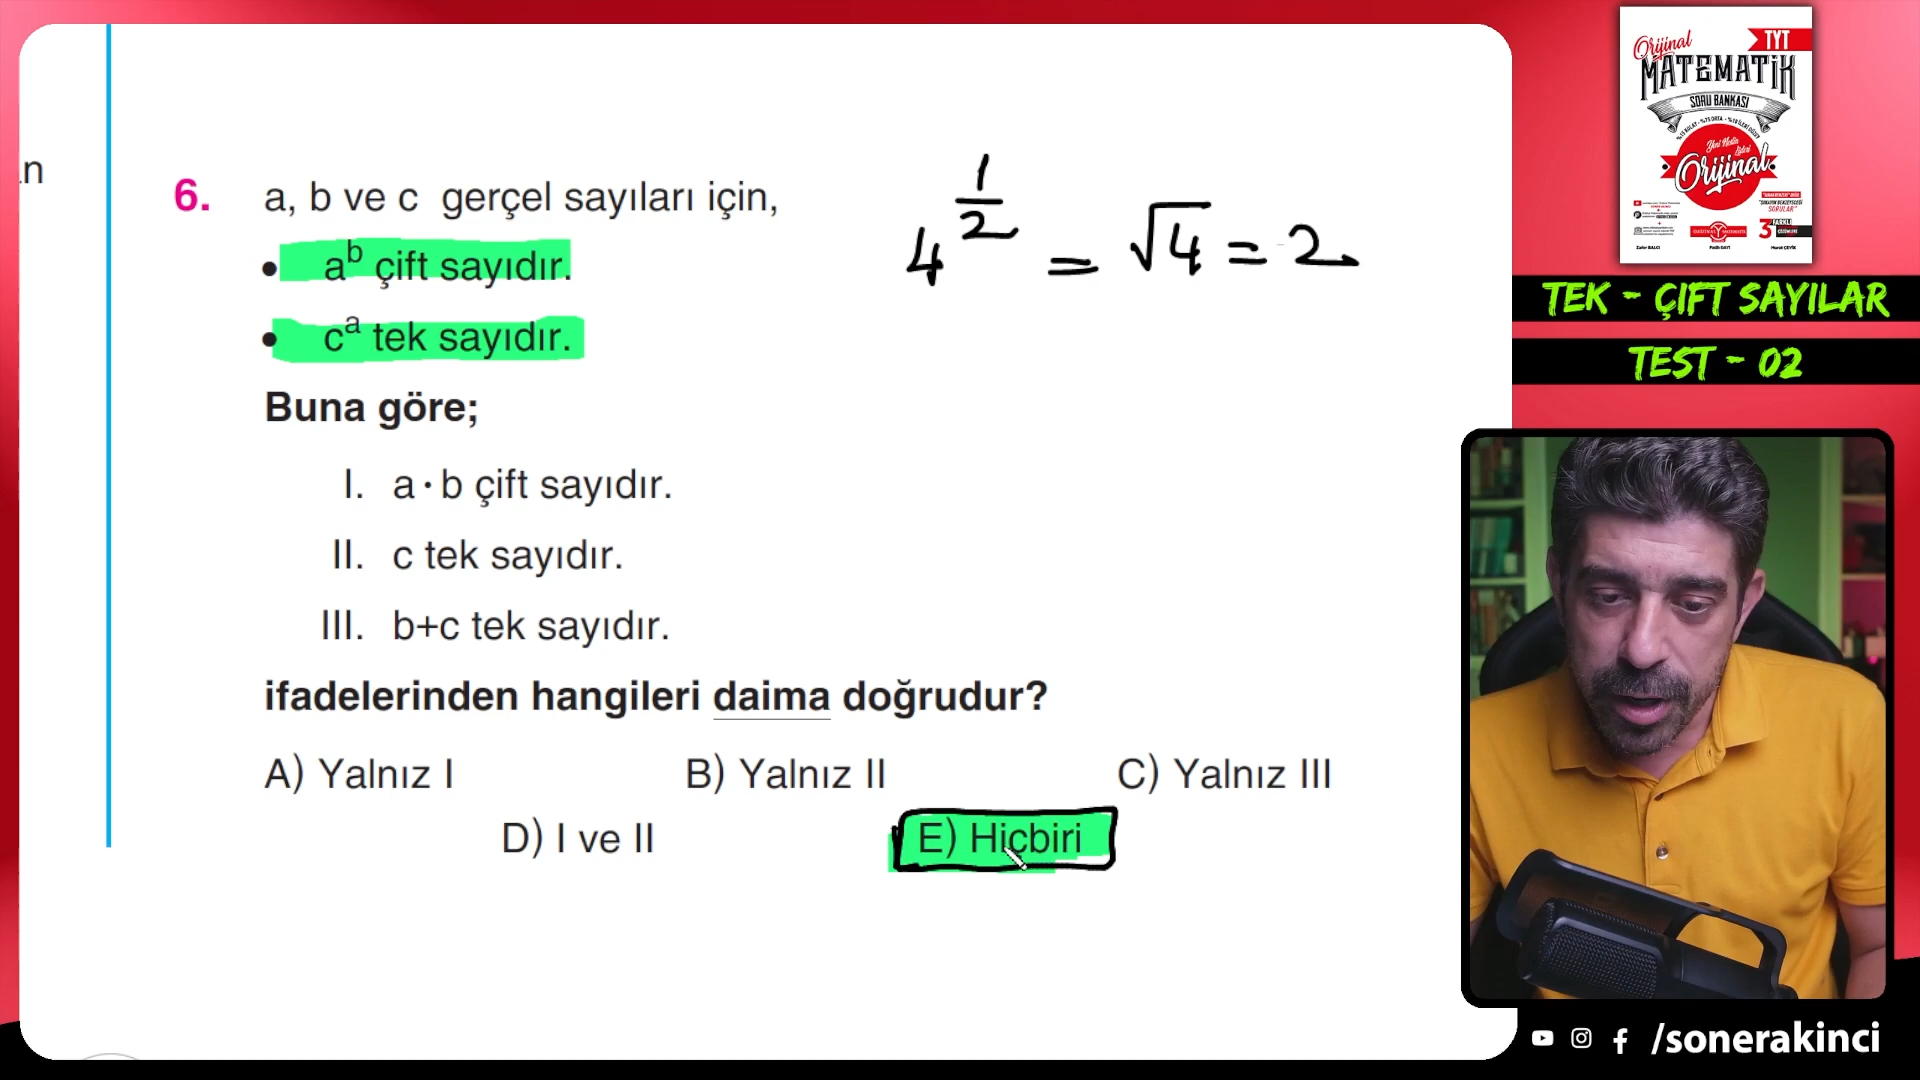 n
6. a, b ve c gerçel sayıları için,
• a^b çift sayıdır.
• c^a tek sayıdır.
Buna göre;
I. a·b çift sayıdır.
II. c tek sayıdır.
III. b+c tek sayıdır.
ifadelerinden hangileri daima doğrudur?
A) Yalnız I B) Yalnız II C) Yalnız III
D) I ve II E) Hiçbiri
4^(1/2) = √4 = 2
Orijinal TYT
MATEMATİK
SORU BANKASI
Orijinal
TEK - ÇIFT SAYILAR
TEST - 02
/sonerakinci